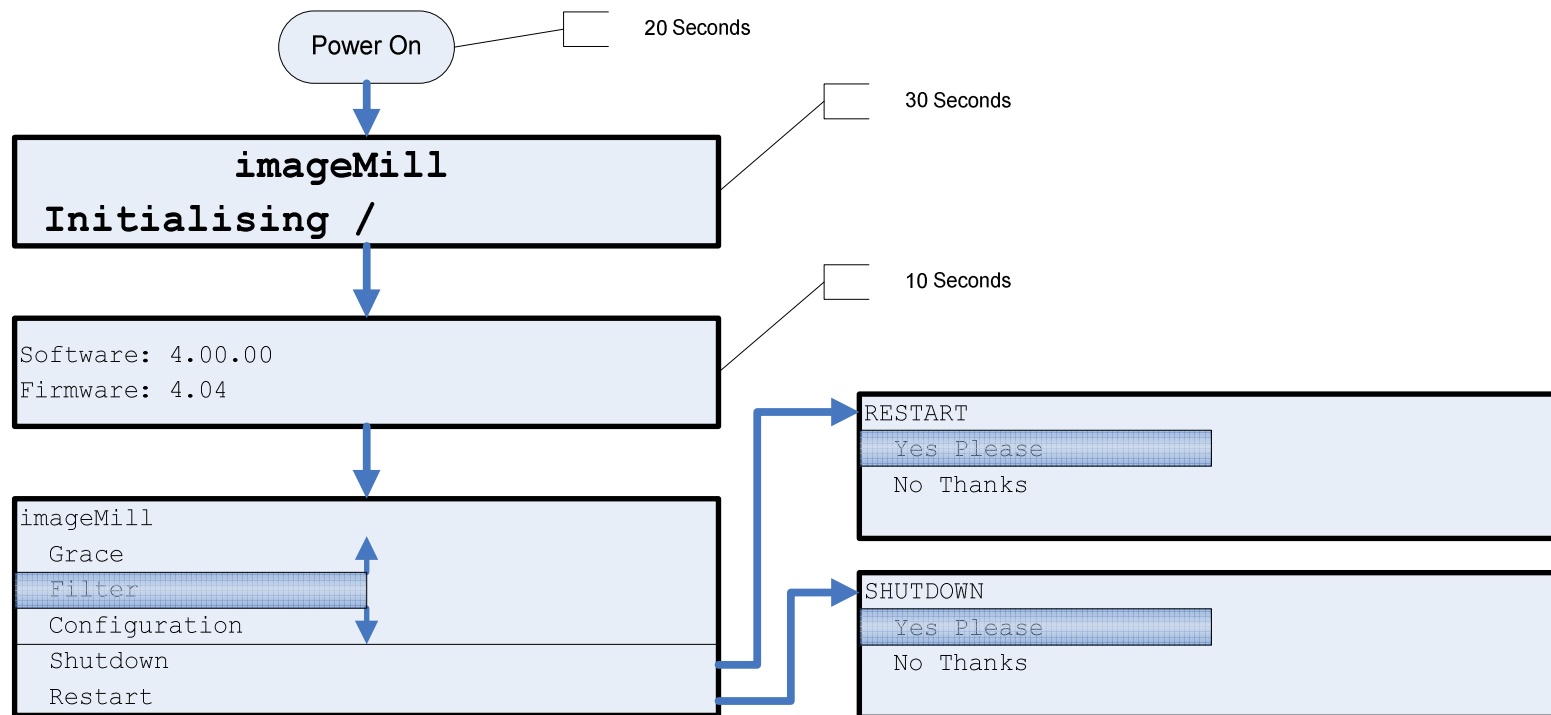 Power On
20 Seconds
30 Seconds
imageMill
Initialising /
10 Seconds
Software: 4.00.00
Firmware: 4.04
imageMill
Grace
Filter
Configuration
Shutdown
Restart
RESTART
Yes Please
No Thanks
SHUTDOWN
Yes Please
No Thanks